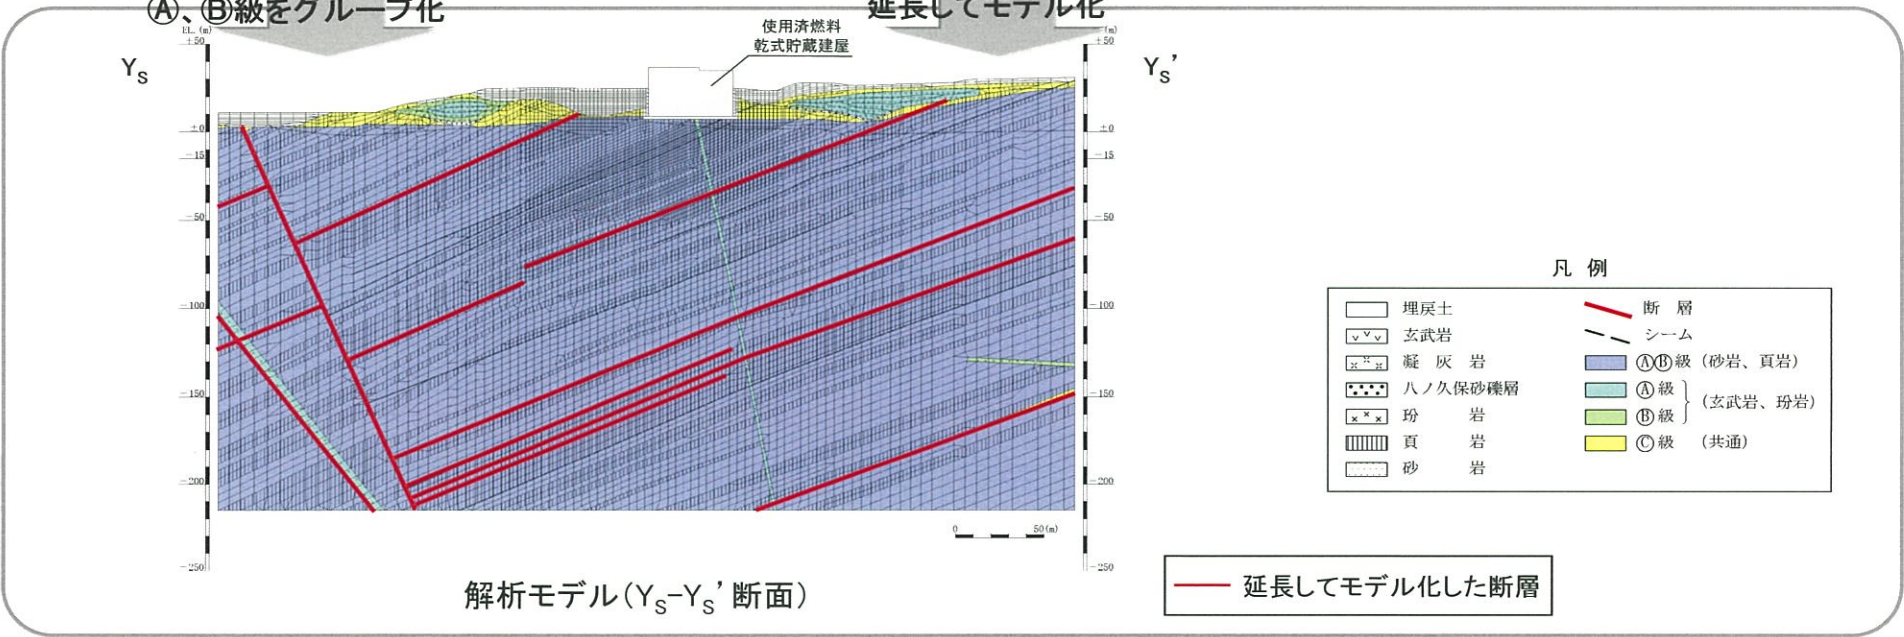 Ⓐ、Ⓑ級をグループ化
延長してモデル化
EL. (m)
(m)
使用済燃料
乾式貯蔵建屋
YS
YS'
+50
±0
−15
−50
−100
−150
−200
−250
+50
±0
−15
−50
−100
−150
−200
−250
0 50(m)
解析モデル(YS-YS'断面)
凡 例
埋戻土
玄武岩
凝 灰 岩
八ノ久保砂礫層
玢 岩
頁 岩
砂 岩
断 層
シーム
ⒶⒷ級(砂岩、頁岩)
Ⓐ級
Ⓑ級
(玄武岩、玢岩)
Ⓒ級 (共通)
延長してモデル化した断層